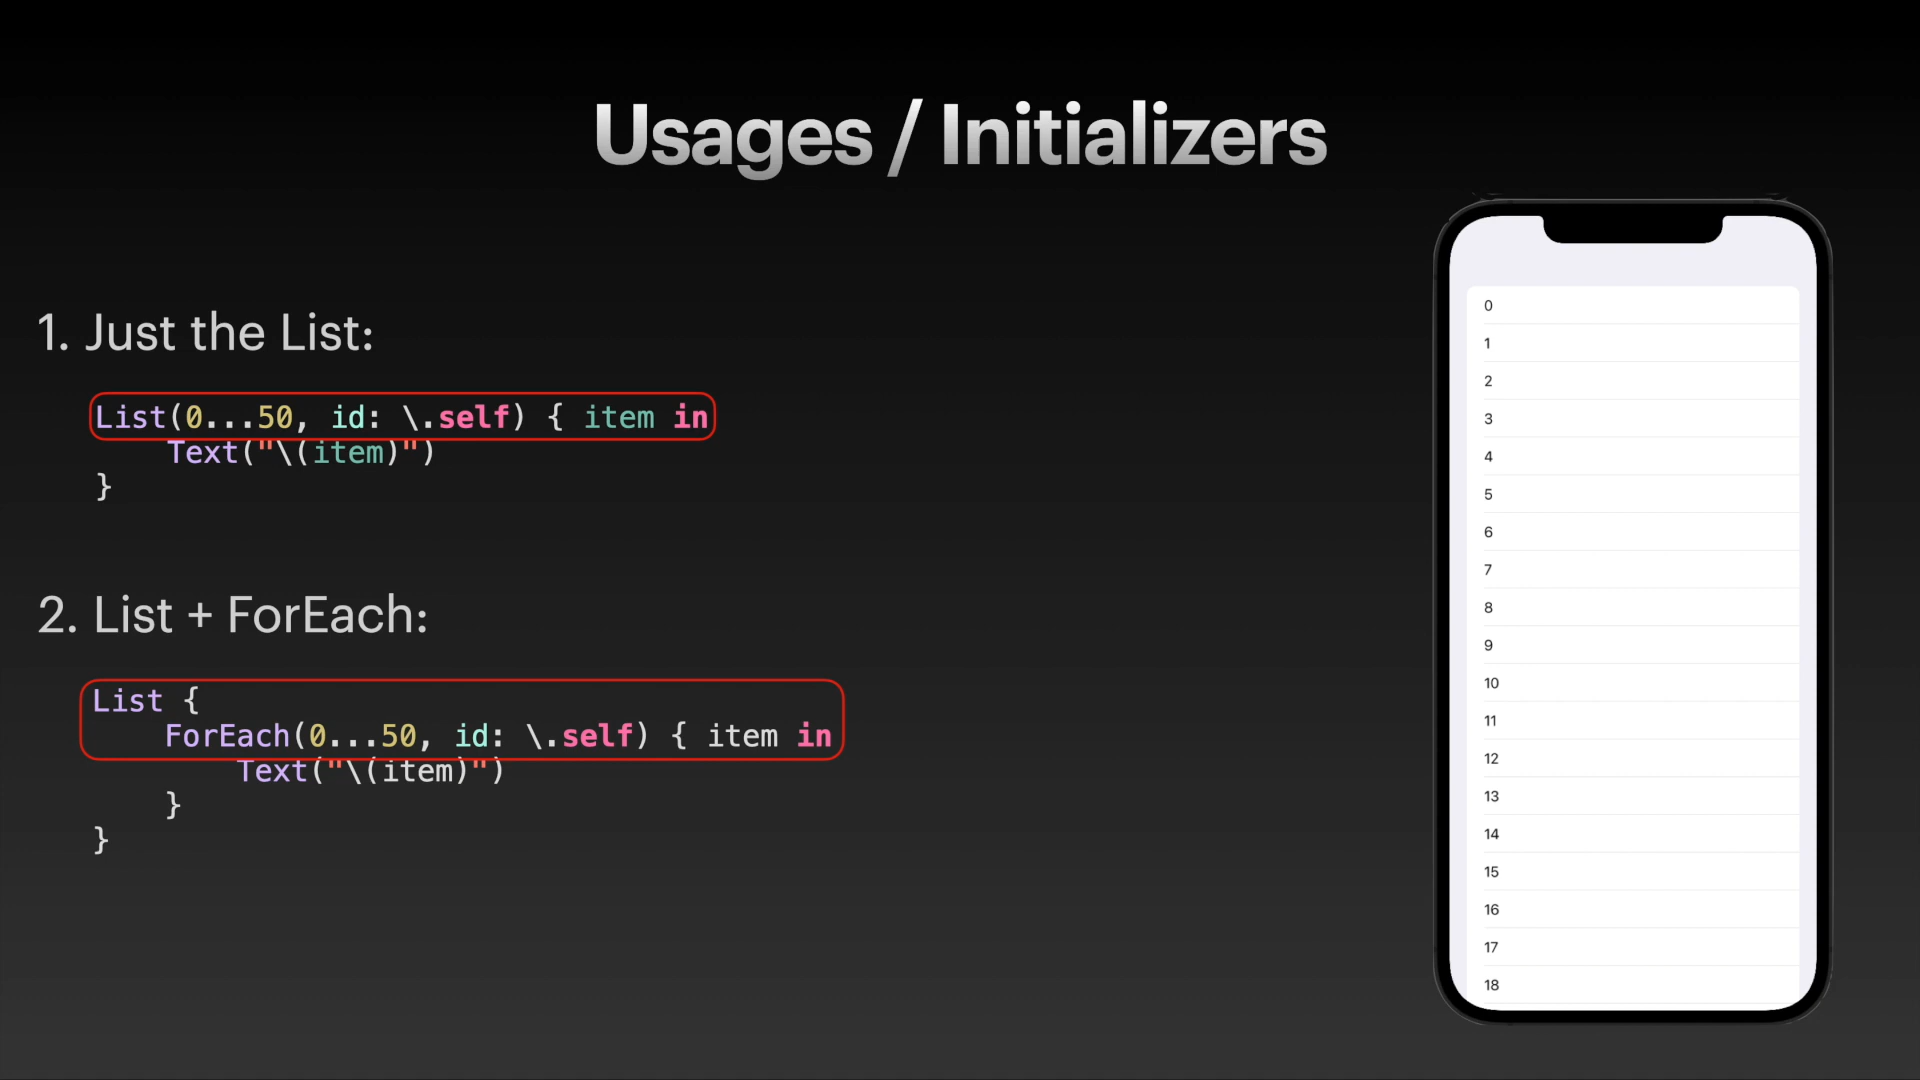 Usages / Initializers
1. Just the List:
List(0...50, id: \.self) { item in
    Text("\(item)")
}
2. List + ForEach:
List {
    ForEach(0...50, id: \.self) { item in
        Text("\(item)")
    }
}
0
1
2
3
4
5
6
7
8
9
10
11
12
13
14
15
16
17
18